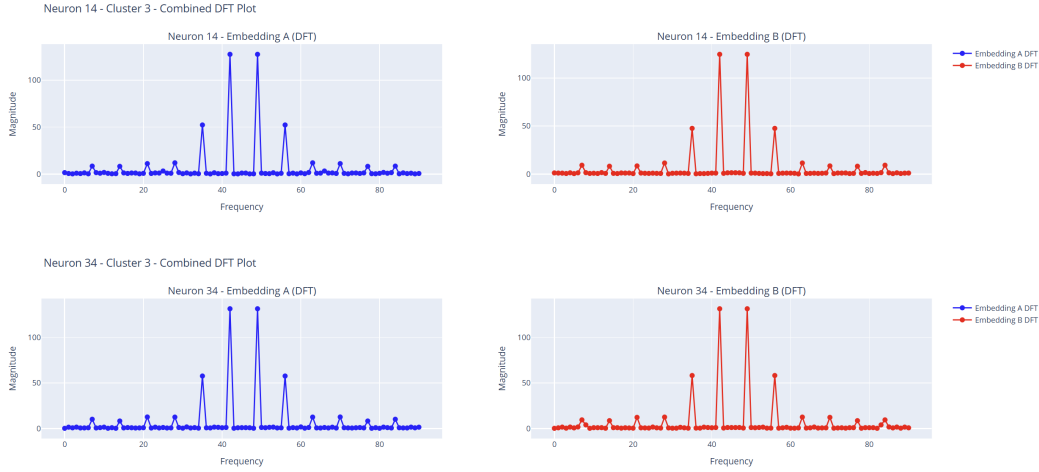 Neuron 14 - Cluster 3 - Combined DFT Plot
Neuron 14 - Embedding A (DFT)
Neuron 14 - Embedding B (DFT)
Magnitude
100
50
0
0 20 40 60 80
Frequency
Magnitude
100
50
0
0 20 40 60 80
Frequency
Embedding A DFT
Embedding B DFT
Neuron 34 - Cluster 3 - Combined DFT Plot
Neuron 34 - Embedding A (DFT)
Neuron 34 - Embedding B (DFT)
Magnitude
100
50
0
0 20 40 60 80
Frequency
Magnitude
100
50
0
0 20 40 60 80
Frequency
Embedding A DFT
Embedding B DFT